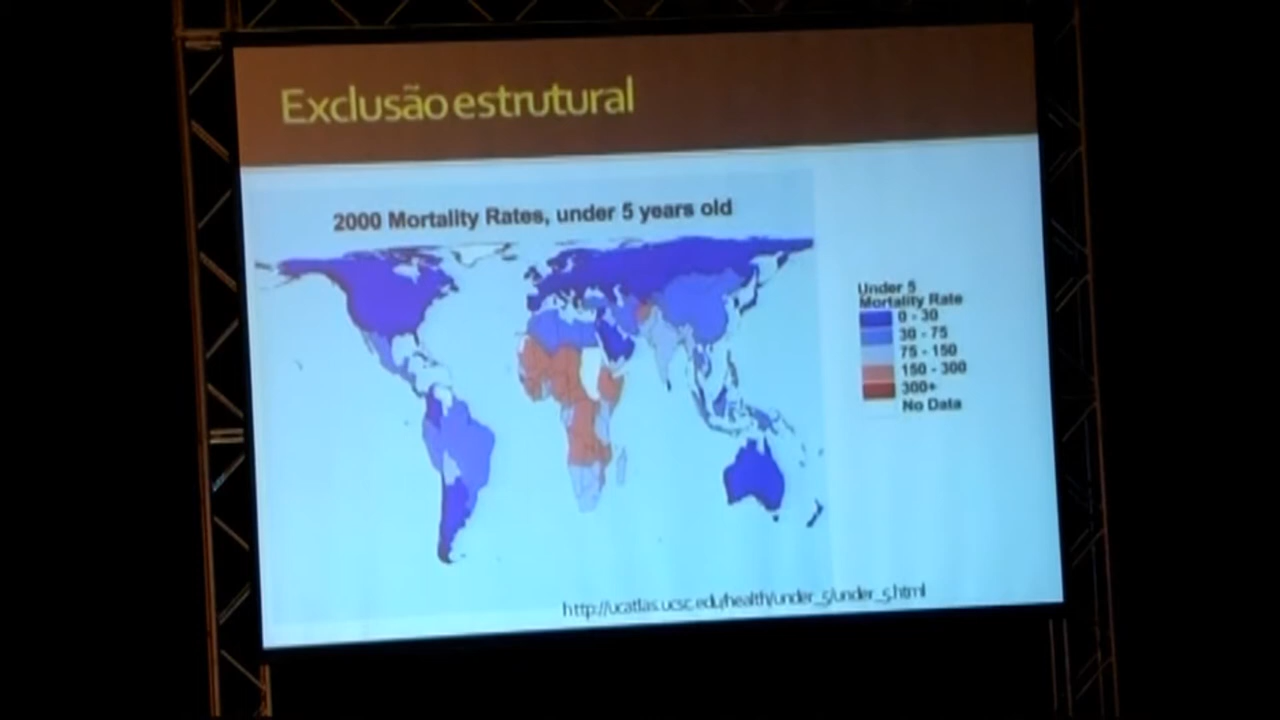 Exclusão estrutural
2000 Mortality Rates, under 5 years old
Under 5
Mortality Rate
0 - 30
30 - 75
75 - 150
150 - 300
300+
No Data
http://ucatlas.ucsc.edu/health/under_5/under_5.html